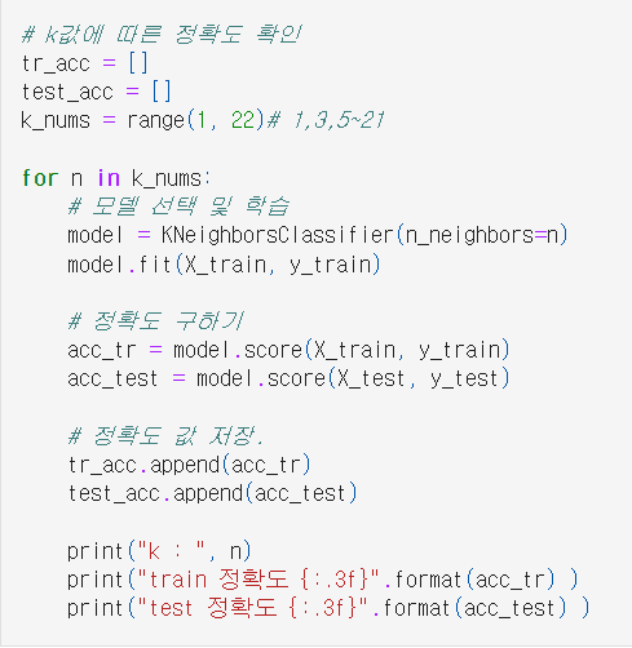 # k값에 따른 정확도 확인
tr_acc = []
test_acc = []
k_nums = range(1, 22)# 1,3,5~21
for n in k_nums:
# 모델 선택 및 학습
model = KNeighborsClassifier(n_neighbors=n)
model.fit(X_train, y_train)
# 정확도 구하기
acc_tr = model.score(X_train, y_train)
acc_test = model.score(X_test, y_test)
# 정확도 값 저장.
tr_acc.append(acc_tr)
test_acc.append(acc_test)
print("k : ", n)
print("train 정확도 {:.3f}".format(acc_tr) )
print("test 정확도 {:.3f}".format(acc_test) )